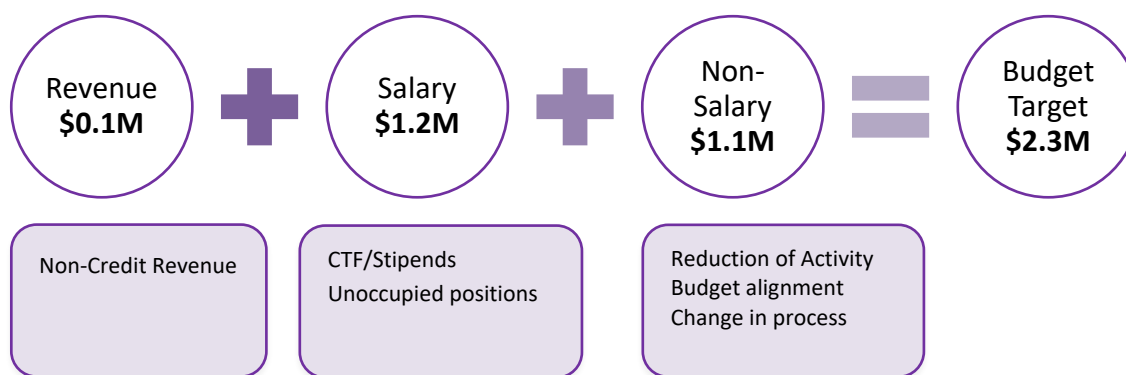 Revenue
$0.1M
Salary
$1.2M
Non-
Salary
$1.1M
Budget
Target
$2.3M
Non-Credit Revenue
CTF/Stipends
Unoccupied positions
Reduction of Activity
Budget alignment
Change in process